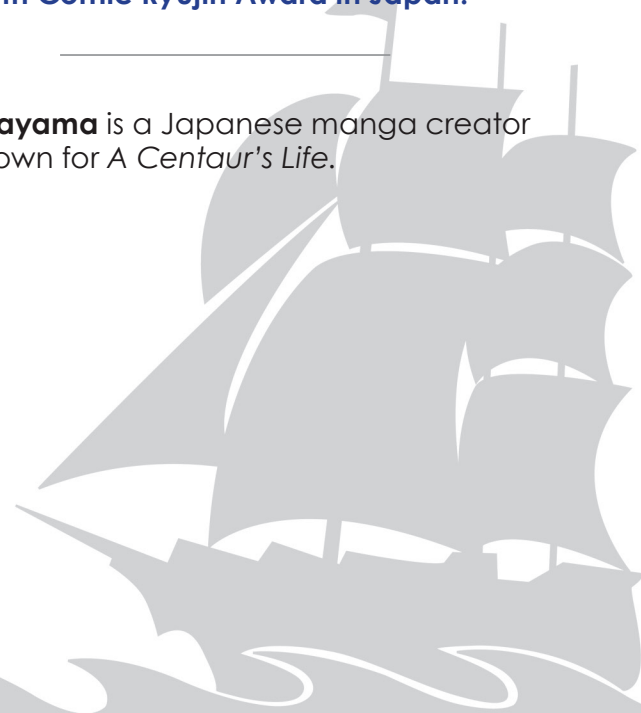 Comic Ryujin Award in Japan!
ayama is a Japanese manga creator
own for A Centaur's Life.